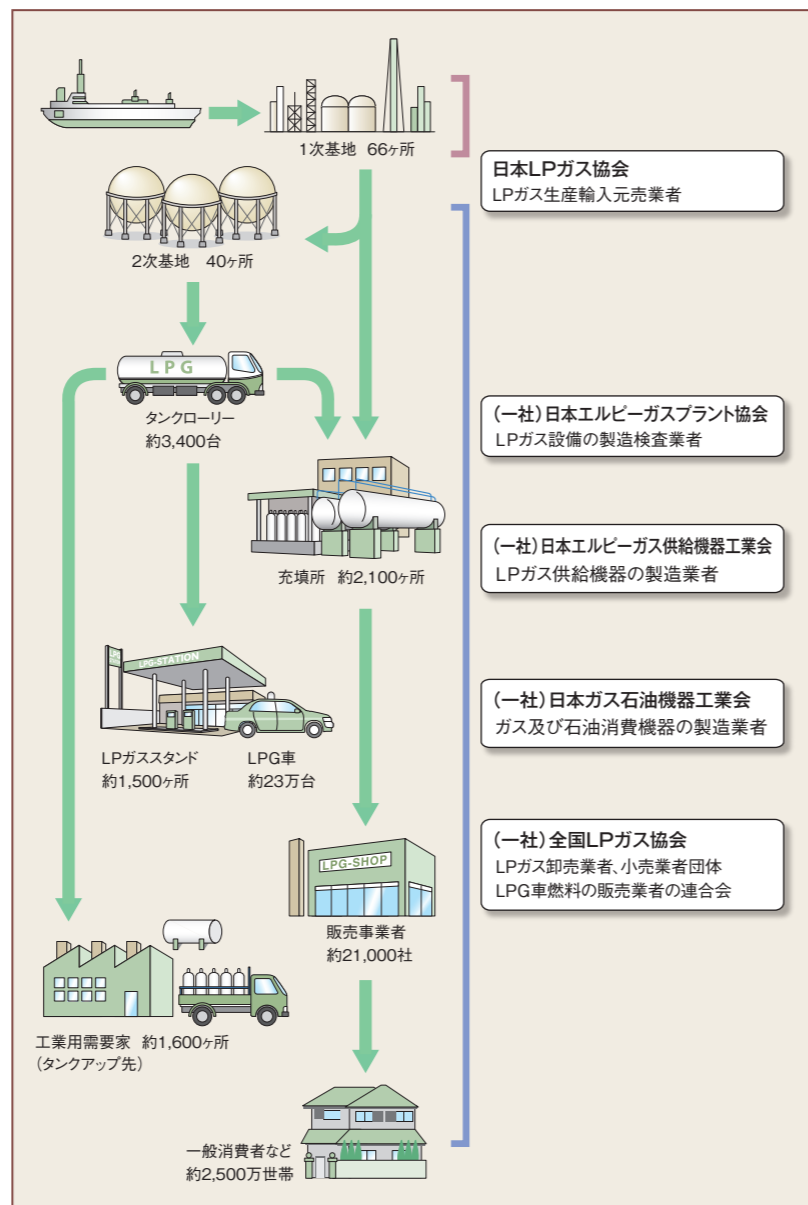 1次基地 66ヶ所
日本LPガス協会
LPガス生産輸入元売業者
2次基地 40ヶ所
LPG
タンクローリー
約3,400台
(一社)日本エルピーガスプラント協会
LPガス設備の製造検査業者
充填所 約2,100ヶ所
(一社)日本エルピーガス供給機器工業会
LPガス供給機器の製造業者
LPG-STATION
LPガススタンド
約1,500ヶ所
LPG車
約23万台
(一社)日本ガス石油機器工業会
ガス及び石油消費機器の製造業者
LPG-SHOP
販売事業者
約21,000社
(一社)全国LPガス協会
LPガス卸売業者、小売業者団体
LPG車燃料の販売業者の連合会
工業用需要家 約1,600ヶ所
(タンクアップ先)
一般消費者など
約2,500万世帯